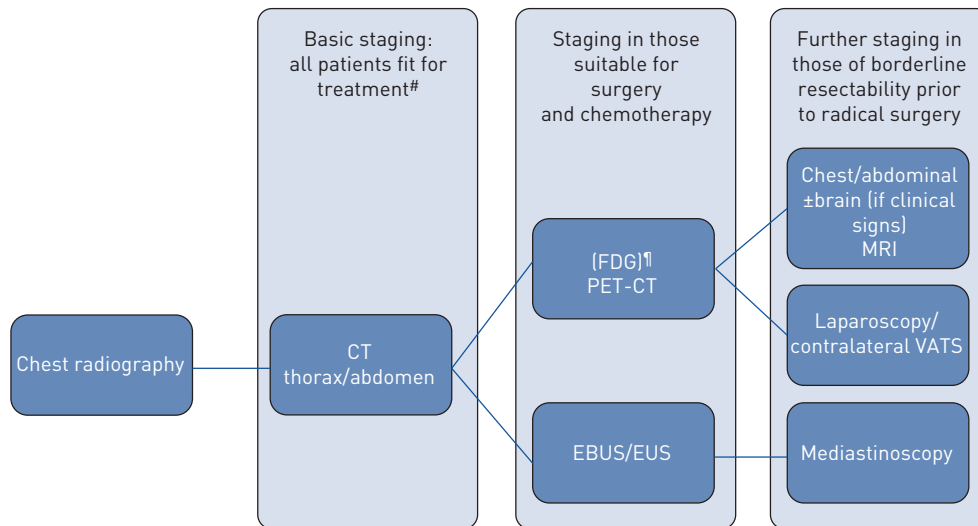 Basic staging:
all patients fit for
treatment#
Staging in those
suitable for
surgery
and chemotherapy
Further staging in
those of borderline
resectability prior
to radical surgery
Chest radiography
CT
thorax/abdomen
(FDG)¶
PET-CT
EBUS/EUS
Chest/abdominal
±brain (if clinical
signs)
MRI
Laparoscopy/
contralateral VATS
Mediastinoscopy